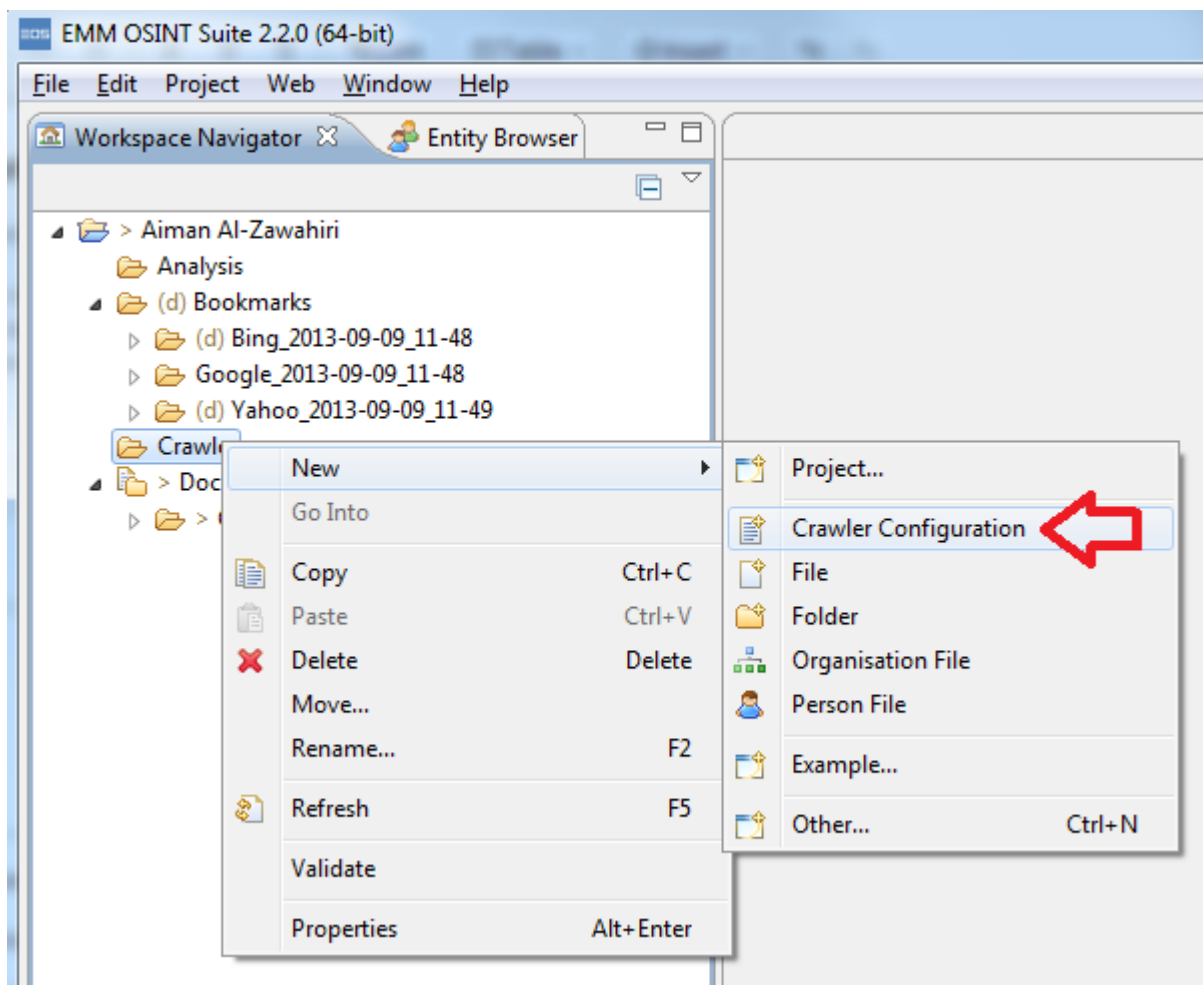 EMM OSINT Suite 2.2.0 (64-bit)
File Edit Project Web Window Help
Workspace Navigator Entity Browser
> Aiman Al-Zawahiri
Analysis
(d) Bookmarks
(d) Bing_2013-09-09_11-48
Google_2013-09-09_11-48
(d) Yahoo_2013-09-09_11-49
Crawle
> Doc
>
New
Go Into
Copy Ctrl+C
Paste Ctrl+V
Delete Delete
Move...
Rename... F2
Refresh F5
Validate
Properties Alt+Enter
Project...
Crawler Configuration
File
Folder
Organisation File
Person File
Example...
Other... Ctrl+N